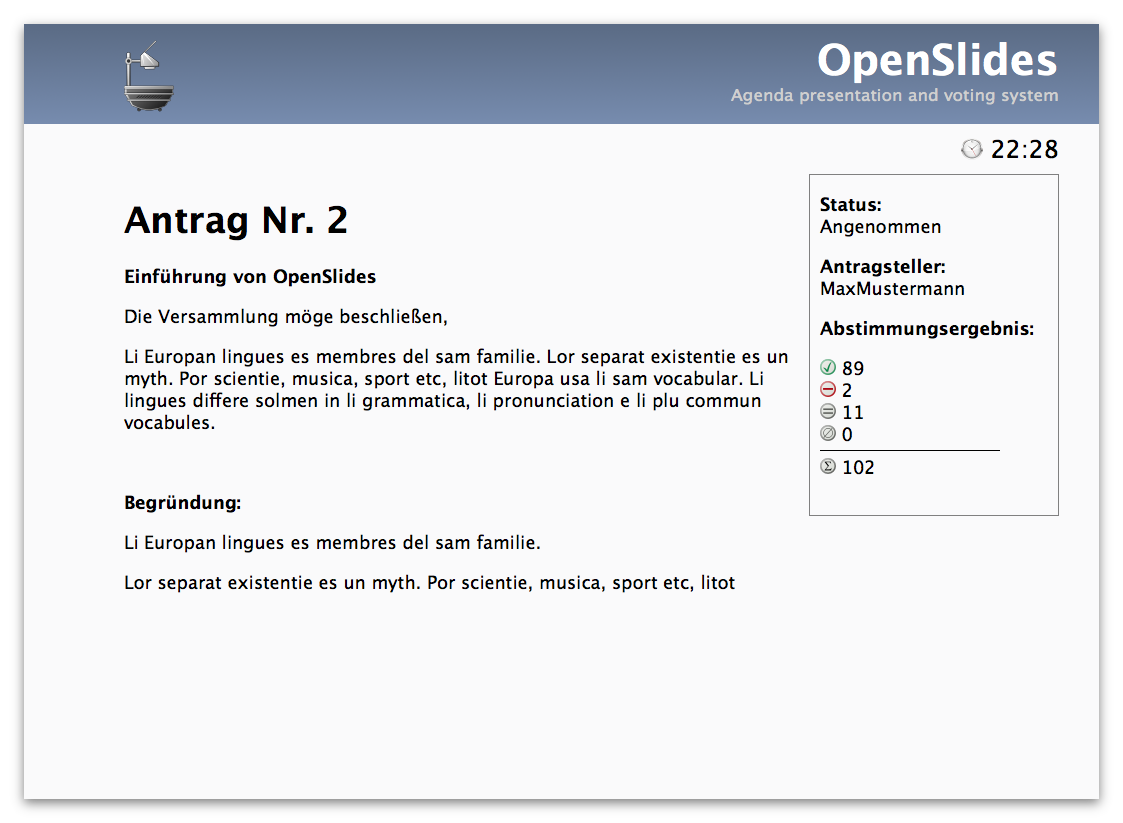 OpenSlides
Agenda presentation and voting system
22:28
Antrag Nr. 2
Einführung von OpenSlides
Die Versammlung möge beschließen,
Li Europan lingues es membres del sam familie. Lor separat existentie es un
myth. Por scientie, musica, sport etc, litot Europa usa li sam vocabular. Li
lingues differe solmen in li grammatica, li pronunciation e li plu commun
vocabules.
Begründung:
Li Europan lingues es membres del sam familie.
Lor separat existentie es un myth. Por scientie, musica, sport etc, litot
Status:
Angenommen
Antragsteller:
MaxMustermann
Abstimmungsergebnis:
89
2
11
0
Σ 102